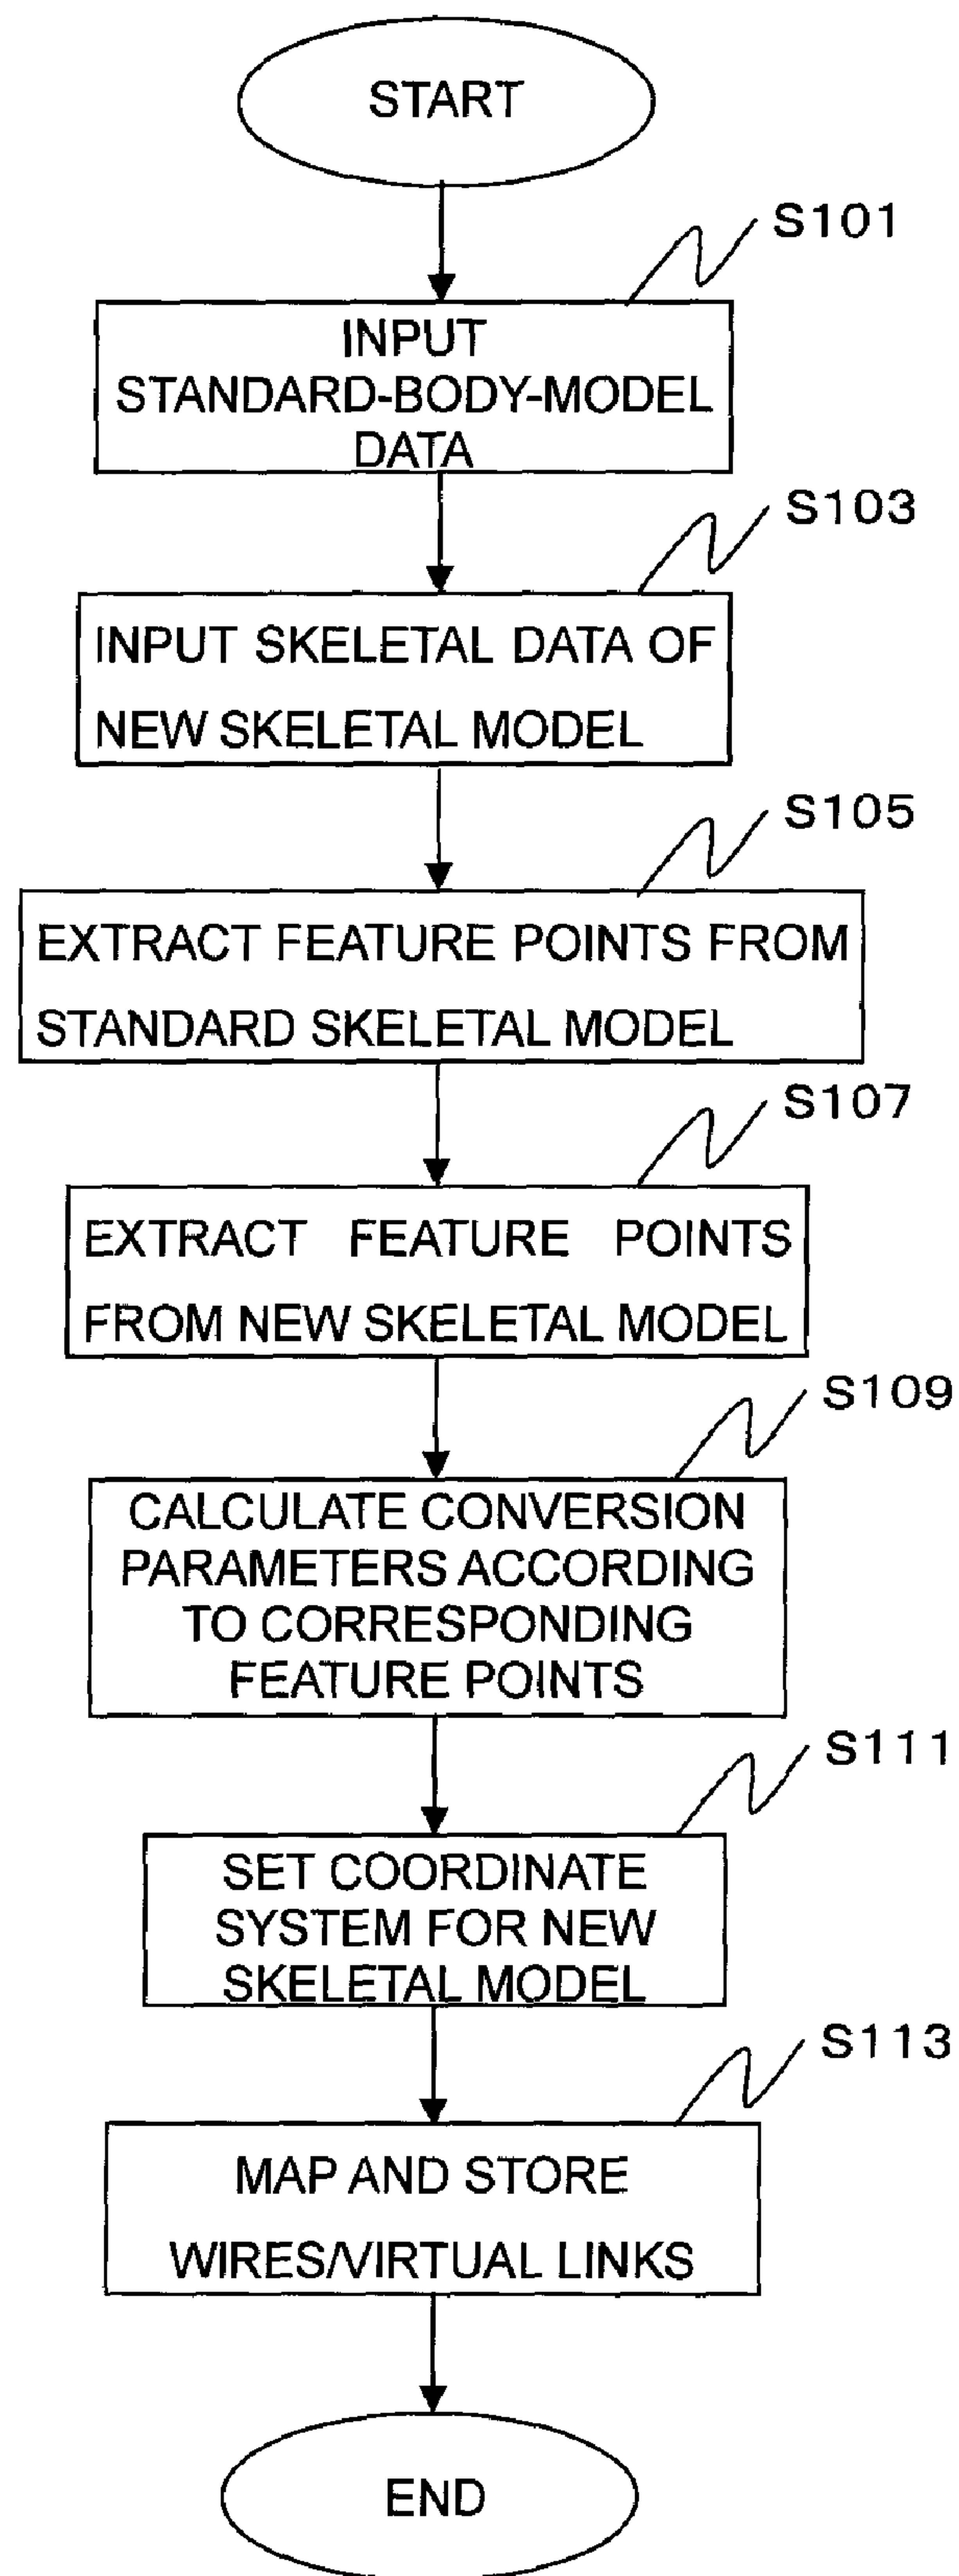 START
S101
INPUT
STANDARD-BODY-MODEL
DATA
S103
INPUT SKELETAL DATA OF
NEW SKELETAL MODEL
S105
EXTRACT FEATURE POINTS FROM
STANDARD SKELETAL MODEL
S107
EXTRACT FEATURE POINTS
FROM NEW SKELETAL MODEL
S109
CALCULATE CONVERSION
PARAMETERS ACCORDING
TO CORRESPONDING
FEATURE POINTS
S111
SET COORDINATE
SYSTEM FOR NEW
SKELETAL MODEL
S113
MAP AND STORE
WIRES/VIRTUAL LINKS
END